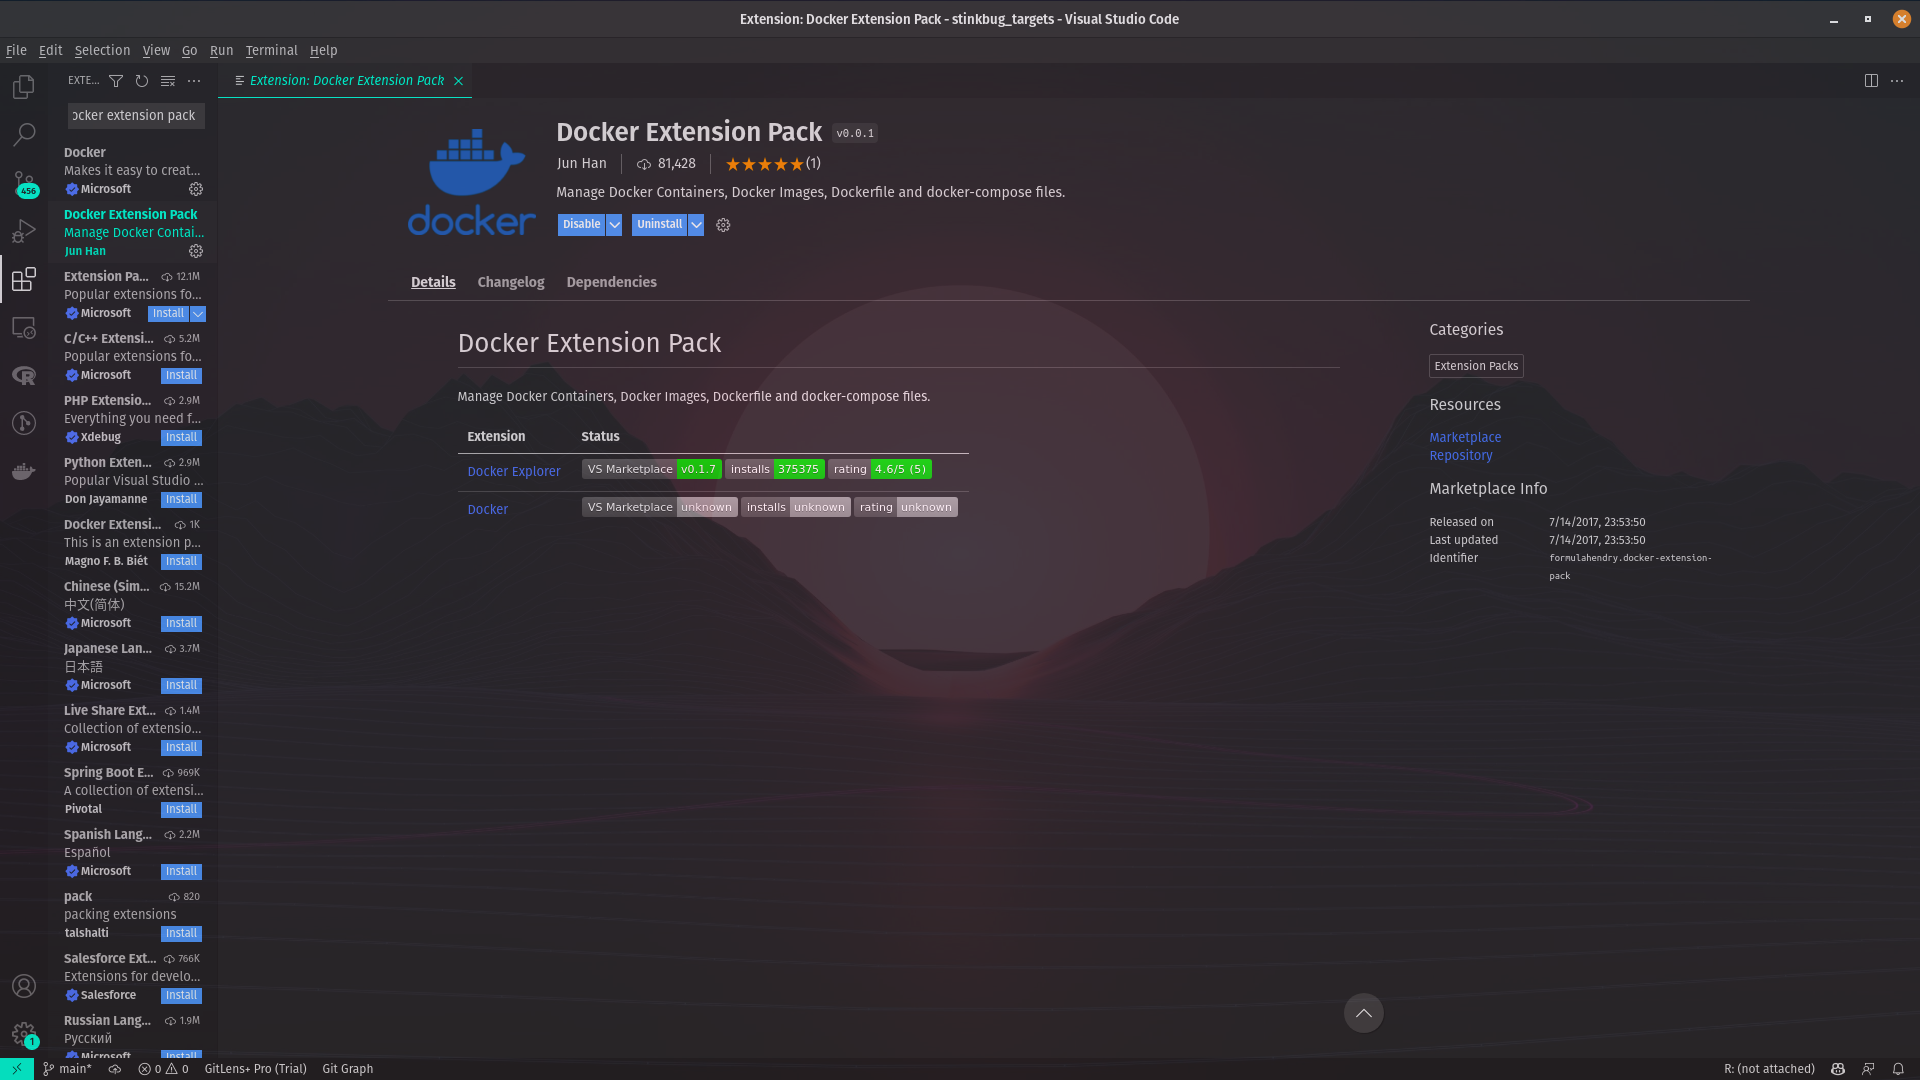 Extension: Docker Extension Pack - stinkbug_targets - Visual Studio Code
File Edit Selection View Go Run Terminal Help
EXTE...
ocker extension pack
Docker
Makes it easy to creat...
Microsoft
Docker Extension Pack
Manage Docker Contai...
Jun Han
Extension Pa... 12.1M
Popular extensions fo...
Microsoft Install
C/C++ Extensi... 5.2M
Popular extensions fo...
Microsoft Install
PHP Extensio... 2.9M
Everything you need f...
Xdebug Install
Python Exten... 2.9M
Popular Visual Studio ...
Don Jayamanne Install
Docker Extensi... 1K
This is an extension p...
Magno F. B. Biét Install
Chinese (Sim... 15.2M
中文(简体)
Microsoft Install
Japanese Lan... 3.7M
日本語
Microsoft Install
Live Share Ext... 1.4M
Collection of extensio...
Microsoft Install
Spring Boot E... 969K
A collection of extensi...
Pivotal Install
Spanish Lang... 2.2M
Español
Microsoft Install
pack 820
packing extensions
talshalti Install
Salesforce Ext... 766K
Extensions for develo...
Salesforce Install
Russian Lang... 1.9M
Русский
Microsoft Install
456
1
Extension: Docker Extension Pack
docker
Docker Extension Pack v0.0.1
Jun Han 81,428 (1)
Manage Docker Containers, Docker Images, Dockerfile and docker-compose files.
Disable Uninstall
Details Changelog Dependencies
Docker Extension Pack
Manage Docker Containers, Docker Images, Dockerfile and docker-compose files.
Extension Status
Docker Explorer VS Marketplace v0.1.7 installs 375375 rating 4.6/5 (5)
Docker VS Marketplace unknown installs unknown rating unknown
Categories
Extension Packs
Resources
Marketplace
Repository
Marketplace Info
Released on 7/14/2017, 23:53:50
Last updated 7/14/2017, 23:53:50
Identifier formulahendry.docker-extension-
pack
main* 0 0 GitLens+ Pro (Trial) Git Graph R: (not attached)